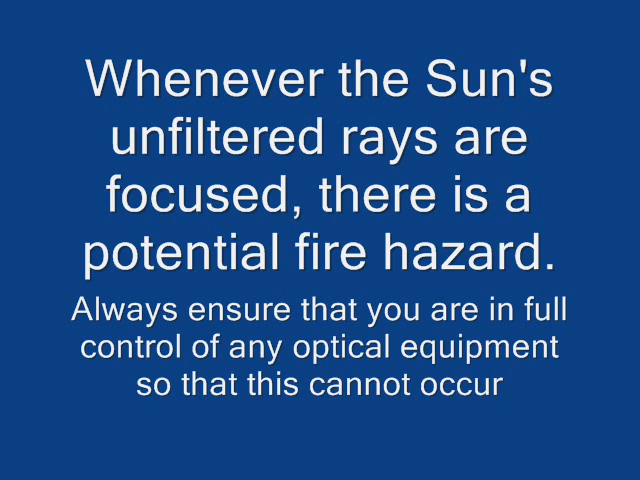 Whenever the Sun's
unfiltered rays are
focused, there is a
potential fire hazard.
Always ensure that you are in full
control of any optical equipment
so that this cannot occur